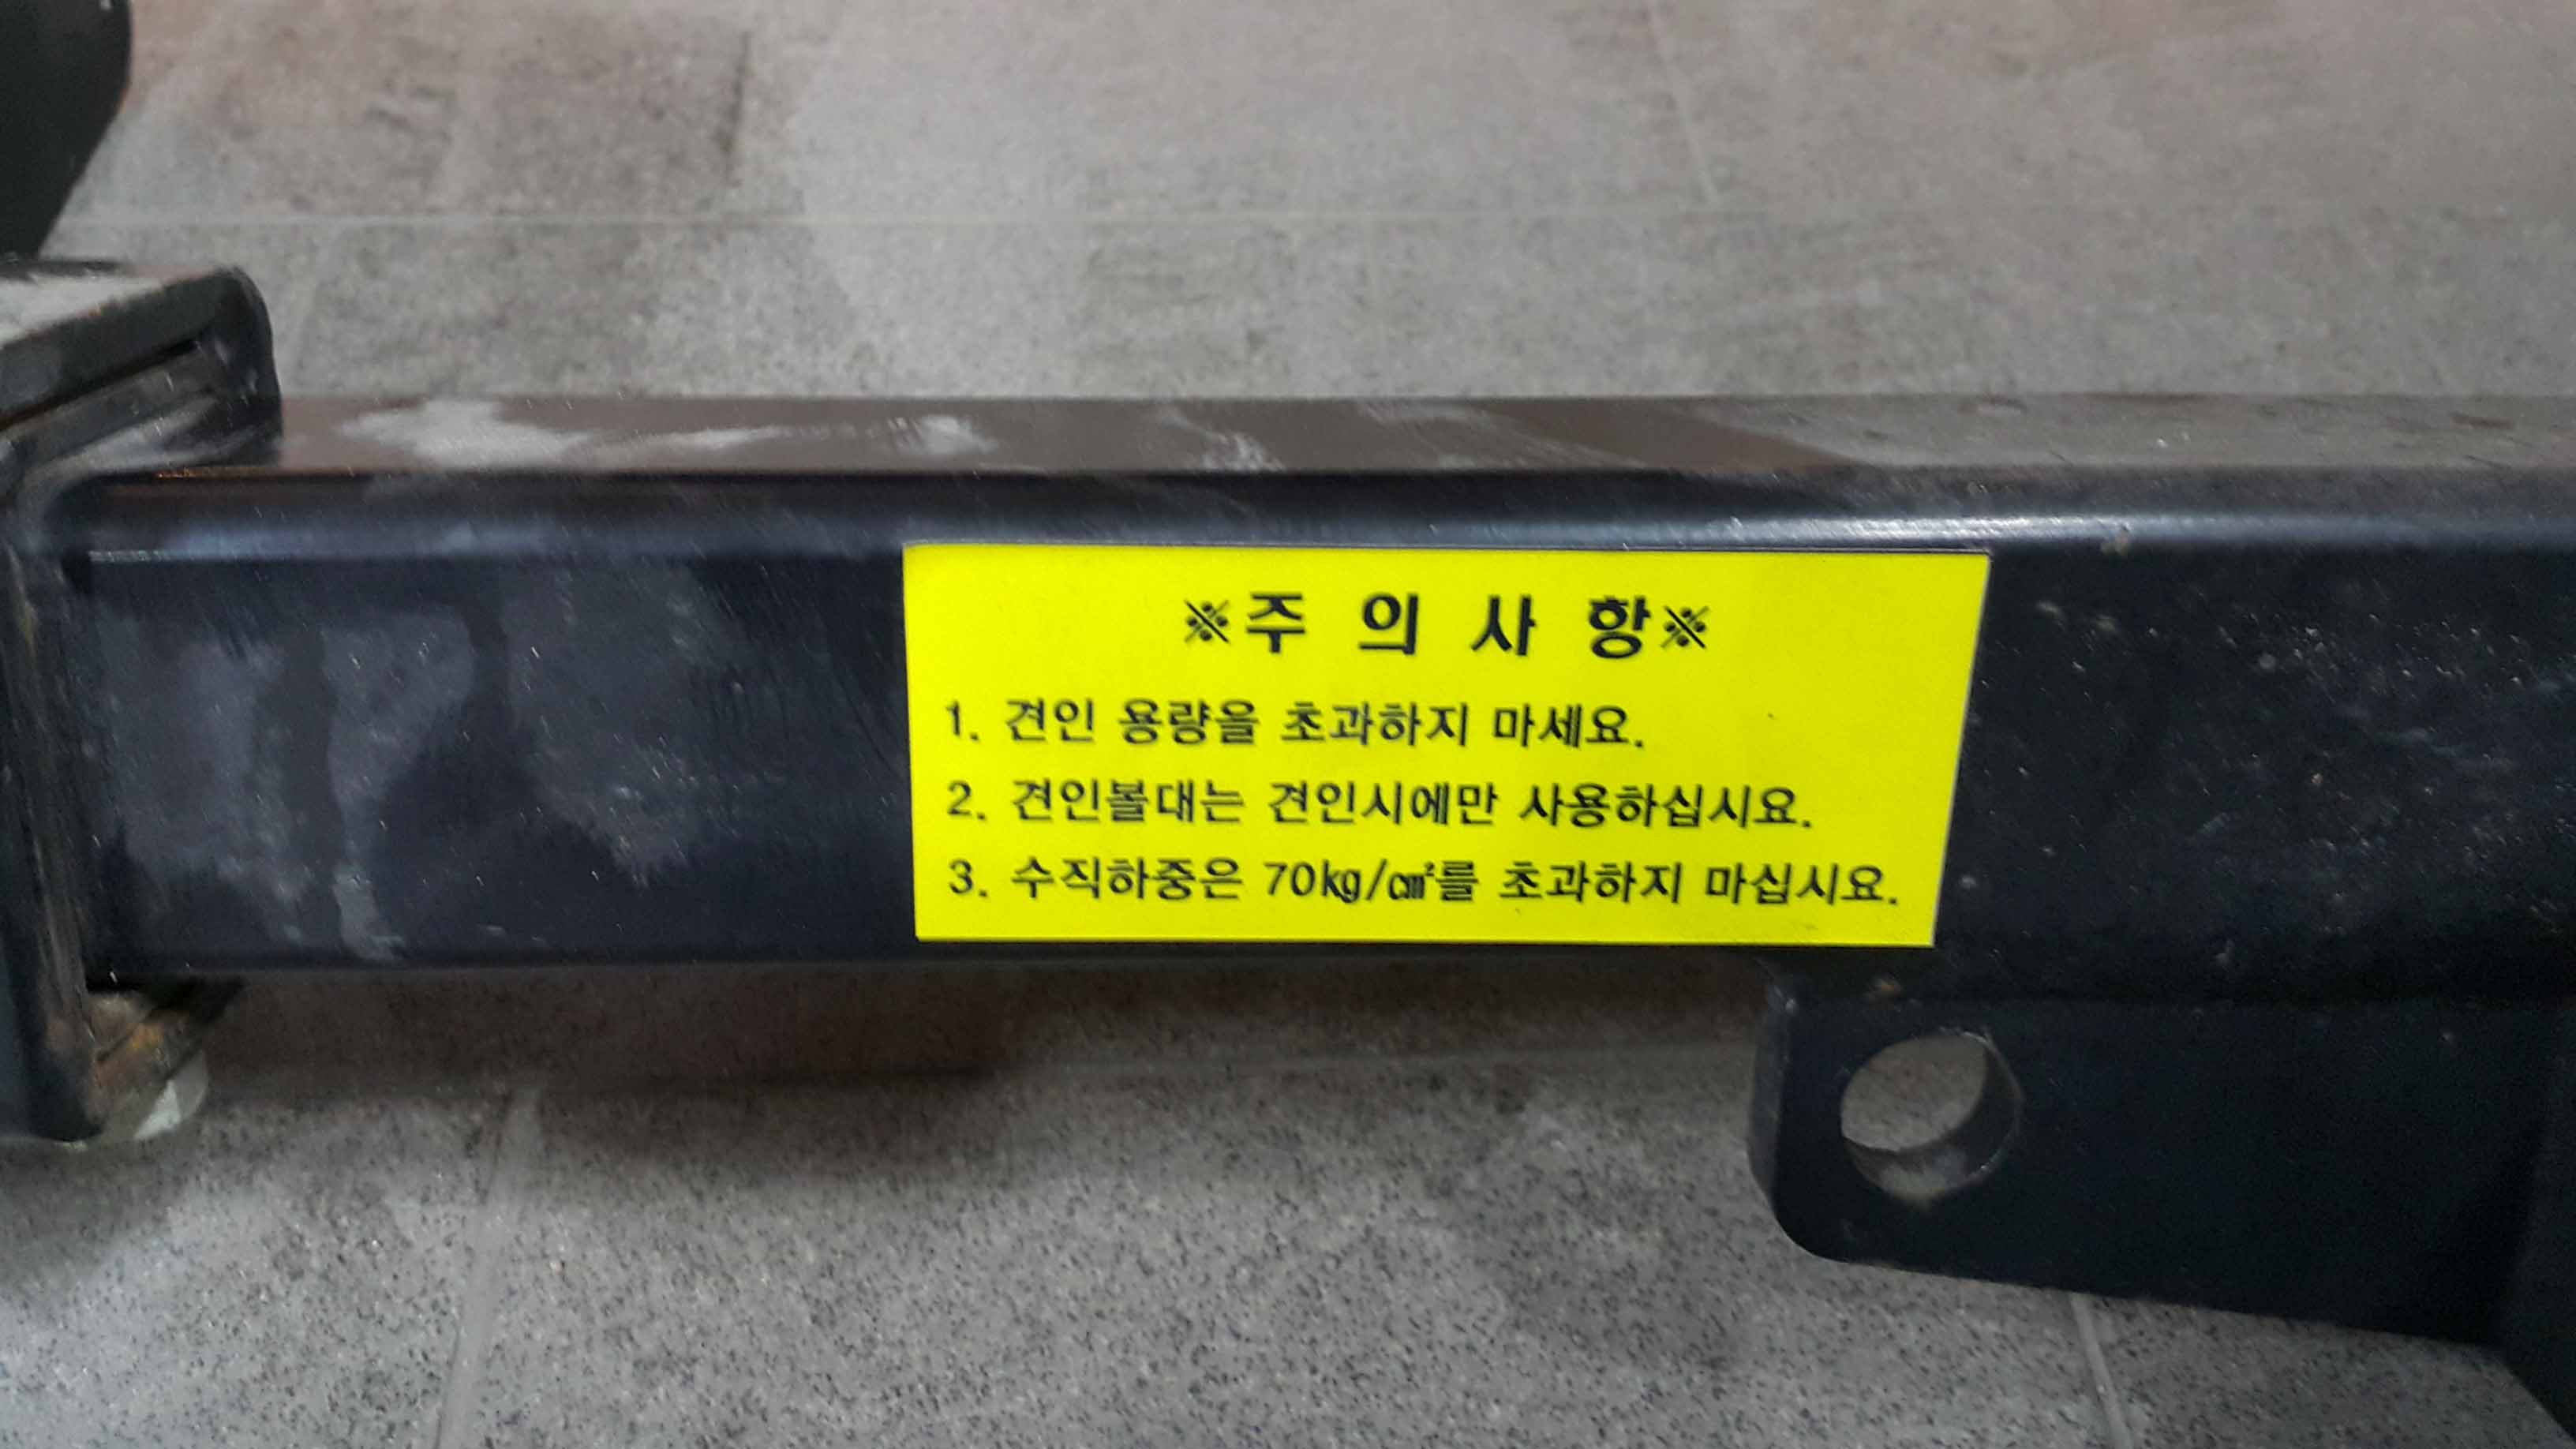 ※주 의 사 항※
1. 견인 용량을 초과하지 마세요.
2. 견인볼대는 견인시에만 사용하십시요.
3. 수직하중은 70kg/㎠를 초과하지 마십시요.